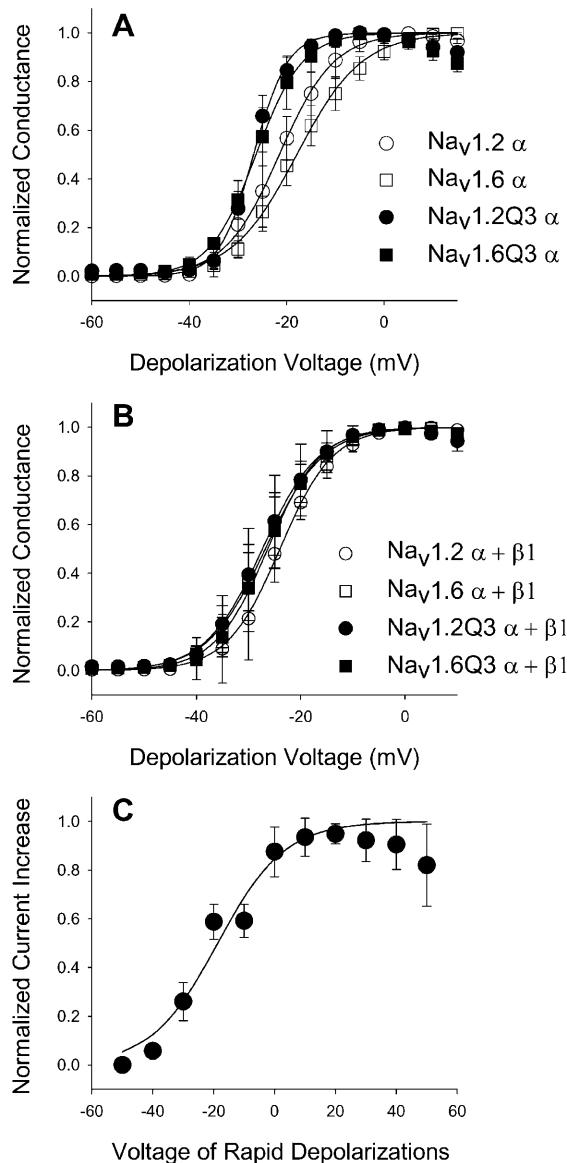 A
Normalized Conductance
1.0
0.8
0.6
0.4
0.2
0.0
Nav1.2 α
Nav1.6 α
Nav1.2Q3 α
Nav1.6Q3 α
-60 -40 -20 0
Depolarization Voltage (mV)
B
Normalized Conductance
1.0
0.8
0.6
0.4
0.2
0.0
Nav1.2 α + β1
Nav1.6 α + β1
Nav1.2Q3 α + β1
Nav1.6Q3 α + β1
-60 -40 -20 0
Depolarization Voltage (mV)
C
Normalized Current Increase
1.0
0.8
0.6
0.4
0.2
0.0
-60 -40 -20 0 20 40 60
Voltage of Rapid Depolarizations